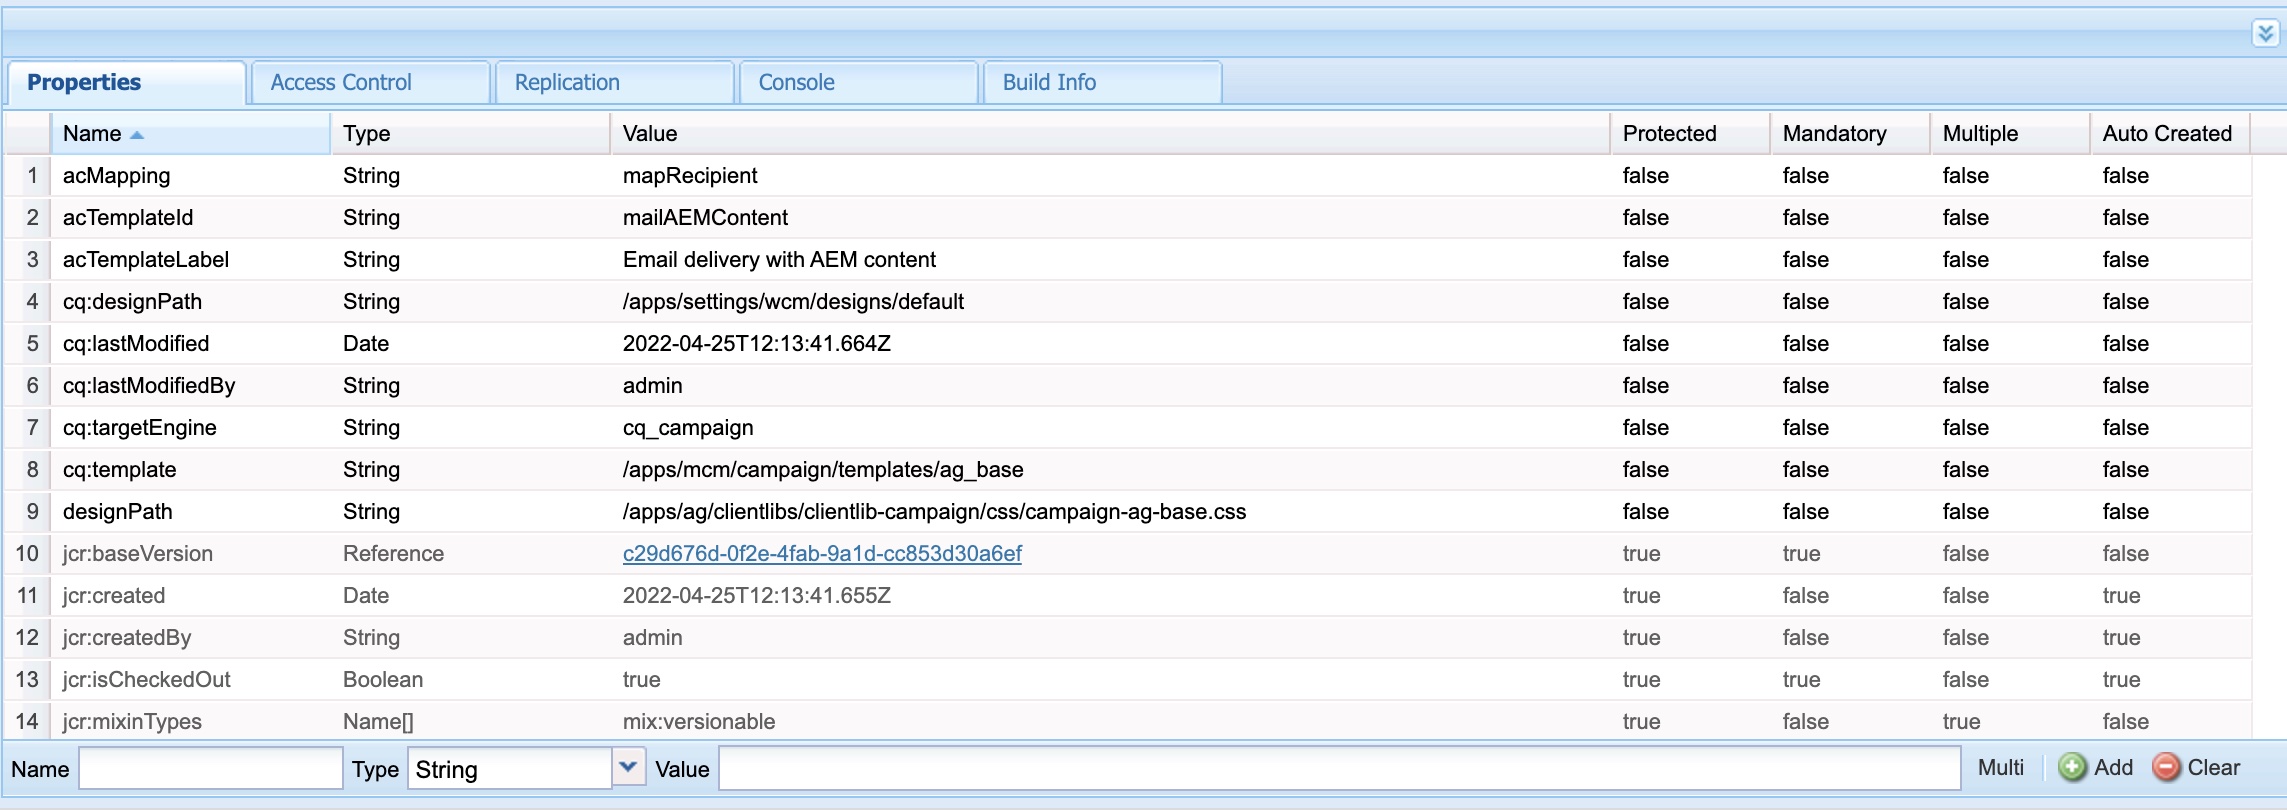 Properties Access Control Replication Console Build Info
Name Type Value Protected Mandatory Multiple Auto Created
1 acMapping String mapRecipient false false false false
2 acTemplateId String mailAEMContent false false false false
3 acTemplateLabel String Email delivery with AEM content false false false false
4 cq:designPath String /apps/settings/wcm/designs/default false false false false
5 cq:lastModified Date 2022-04-25T12:13:41.664Z false false false false
6 cq:lastModifiedBy String admin false false false false
7 cq:targetEngine String cq_campaign false false false false
8 cq:template String /apps/mcm/campaign/templates/ag_base false false false false
9 designPath String /apps/ag/clientlibs/clientlib-campaign/css/campaign-ag-base.css false false false false
10 jcr:baseVersion Reference c29d676d-0f2e-4fab-9a1d-cc853d30a6ef true true false false
11 jcr:created Date 2022-04-25T12:13:41.655Z true false false true
12 jcr:createdBy String admin true false false true
13 jcr:isCheckedOut Boolean true true true false true
14 jcr:mixinTypes Name[] mix:versionable true false true false
Name Type String Value Multi Add Clear